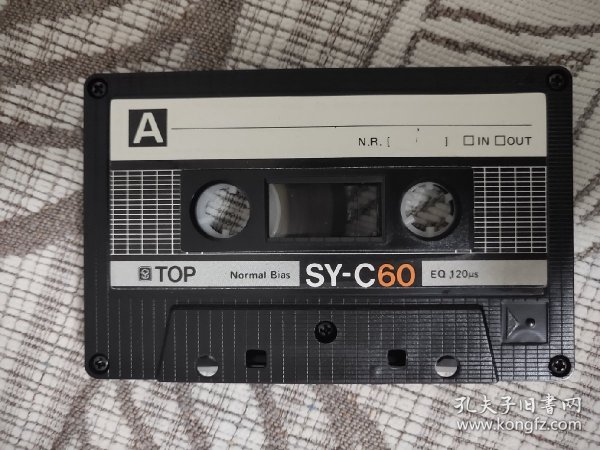 A
N.R. [ ] □IN □OUT
TOP Normal Bias SY-C60 EQ 120μs
孔夫子旧书网
www.kongfz.com